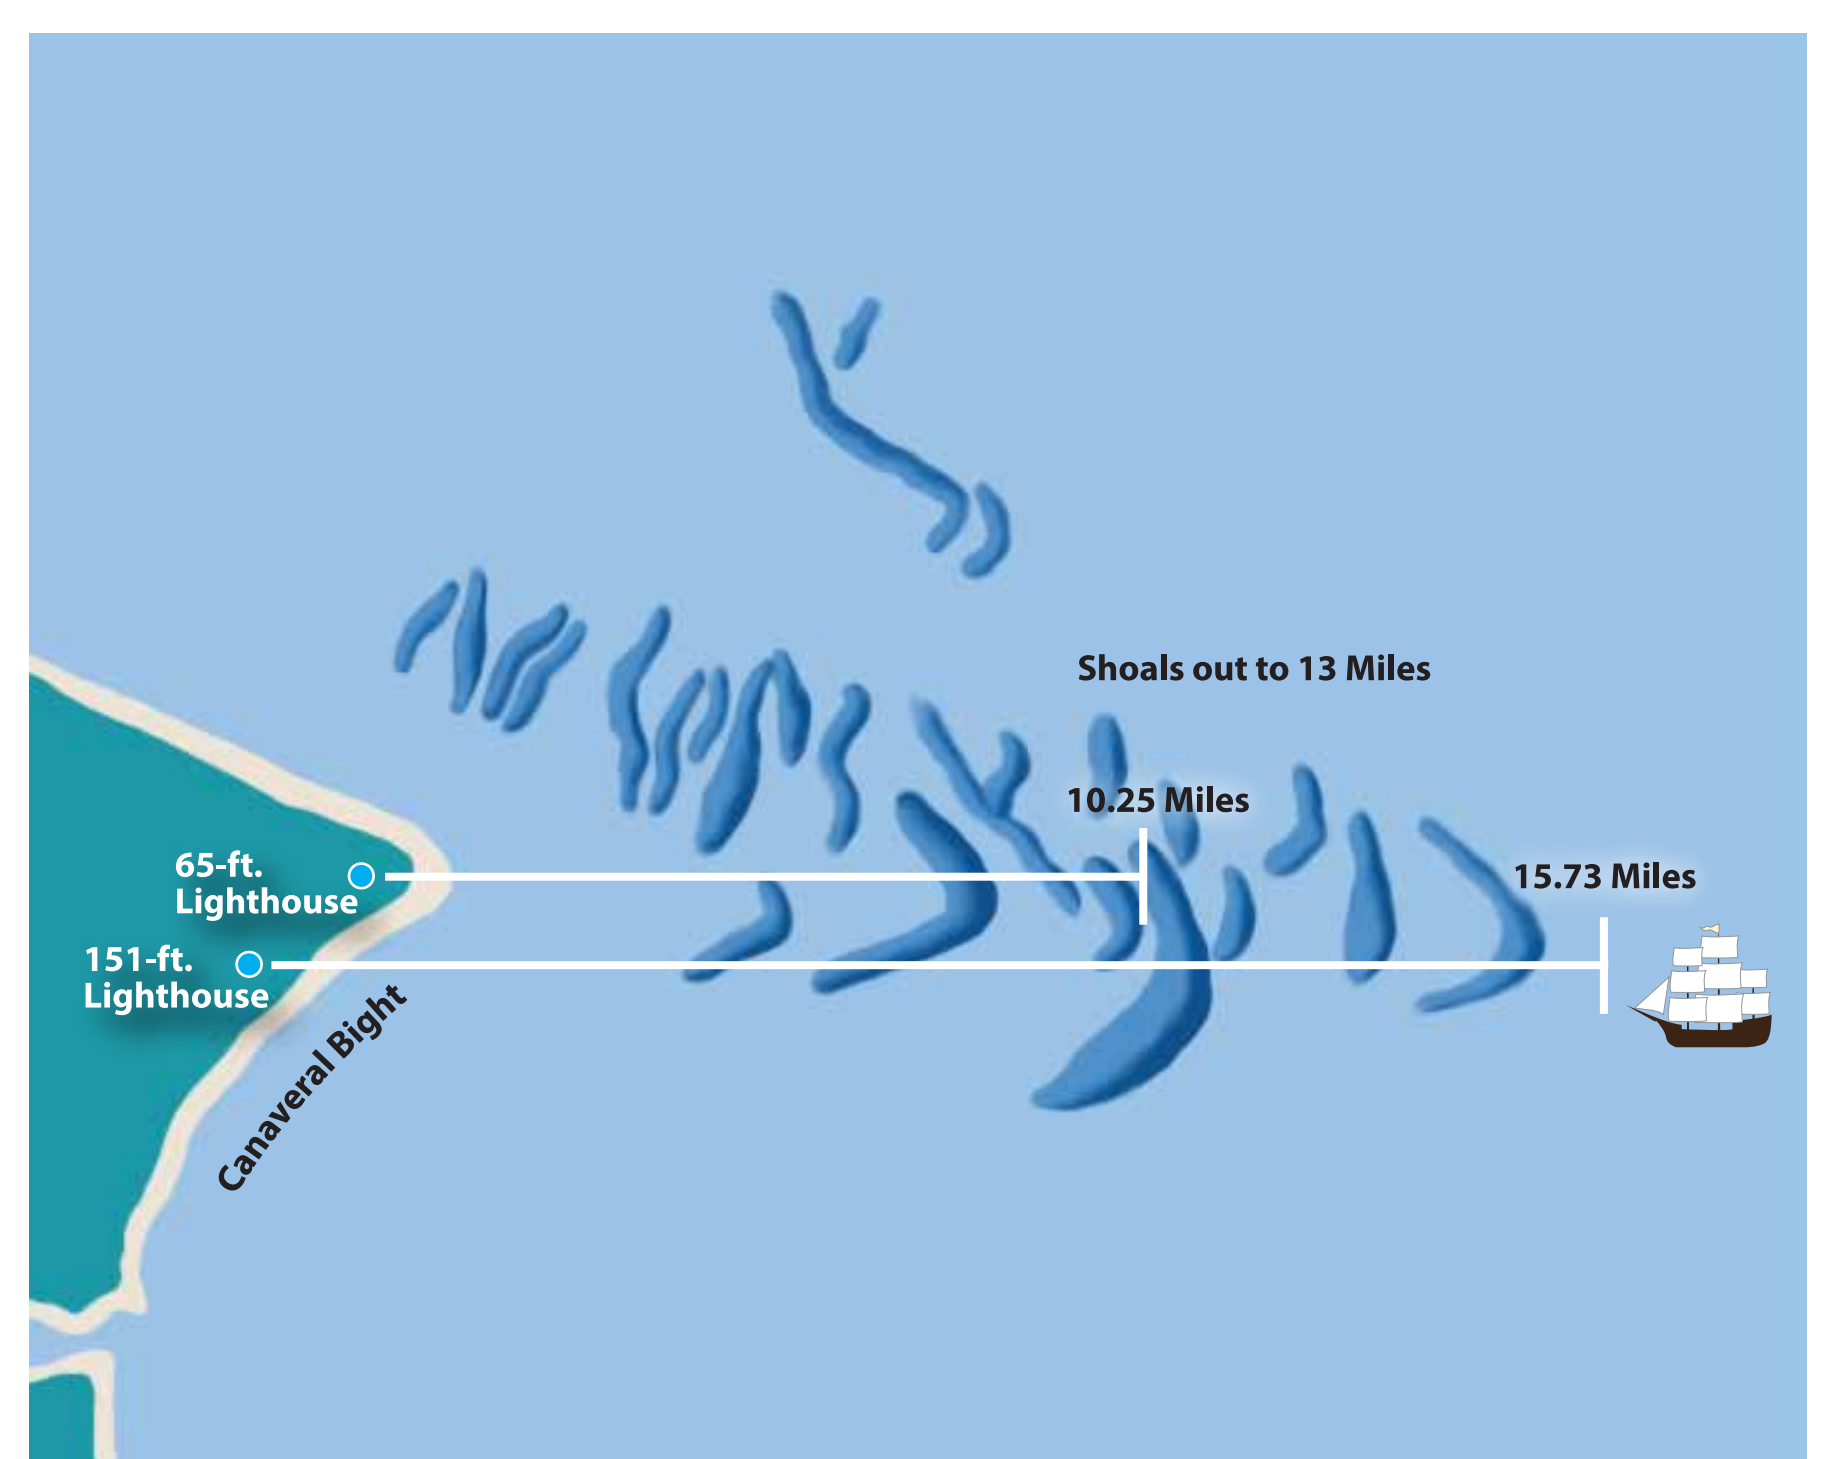 Shoals out to 13 Miles
10.25 Miles
65-ft.
Lighthouse
15.73 Miles
151-ft.
Lighthouse
Canaveral Bight